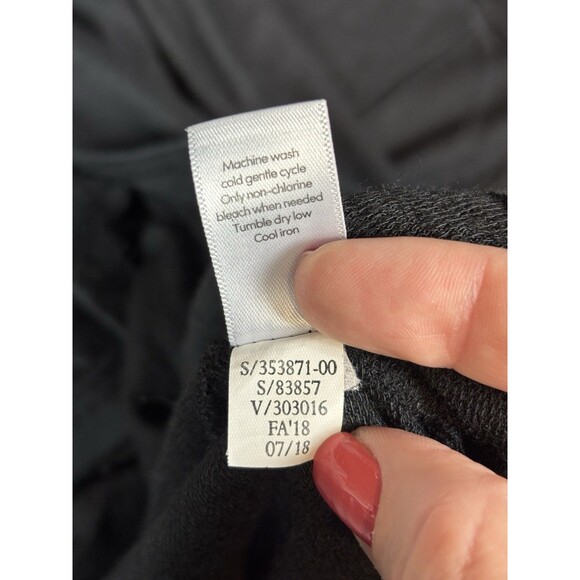 Machine wash
cold gentle cycle
Only non-chlorine
bleach when needed
Tumble dry low
Cool iron
S/353871-00
S/83857
V/303016
FA'18
07/18